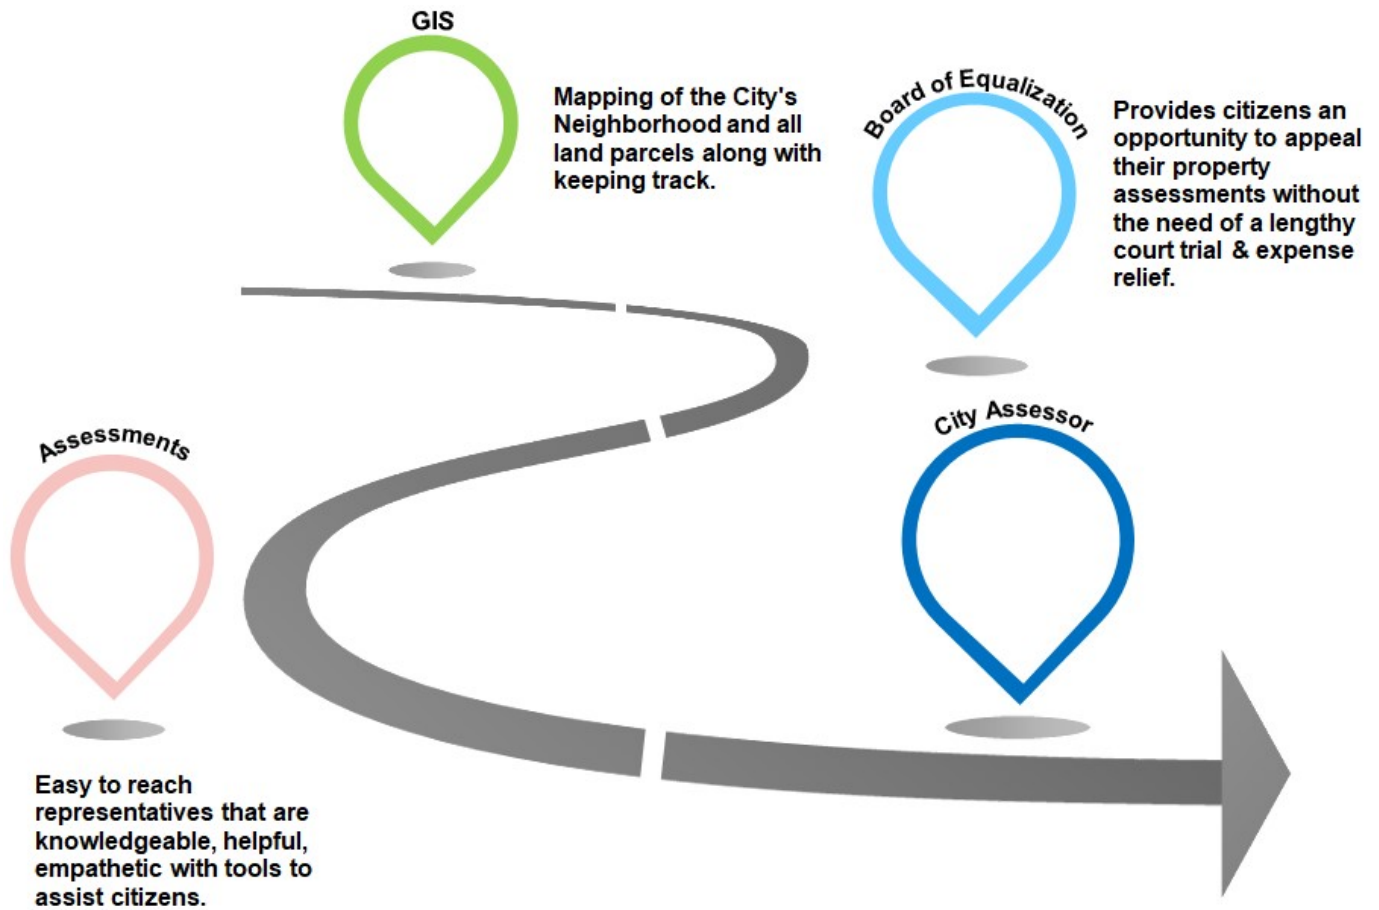 GIS
Mapping of the City's
Neighborhood and all
land parcels along with
keeping track.
Board of Equalization
Provides citizens an
opportunity to appeal
their property
assessments without
the need of a lengthy
court trial & expense
relief.
Assessments
Easy to reach
representatives that are
knowledgeable, helpful,
empathetic with tools to
assist citizens.
City Assessor